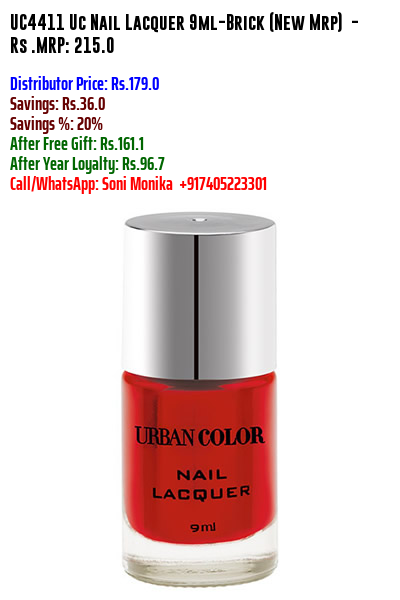 UC4411 Uc Nail Lacquer 9ml-Brick (New Mrp) -
Rs .MRP: 215.0
Distributor Price: Rs.179.0
Savings: Rs.36.0
Savings %: 20%
After Free Gift: Rs.161.1
After Year Loyalty: Rs.96.7
Call/WhatsApp: Soni Monika +917405223301
URBAN COLOR
NAIL
LACQUER
9ml